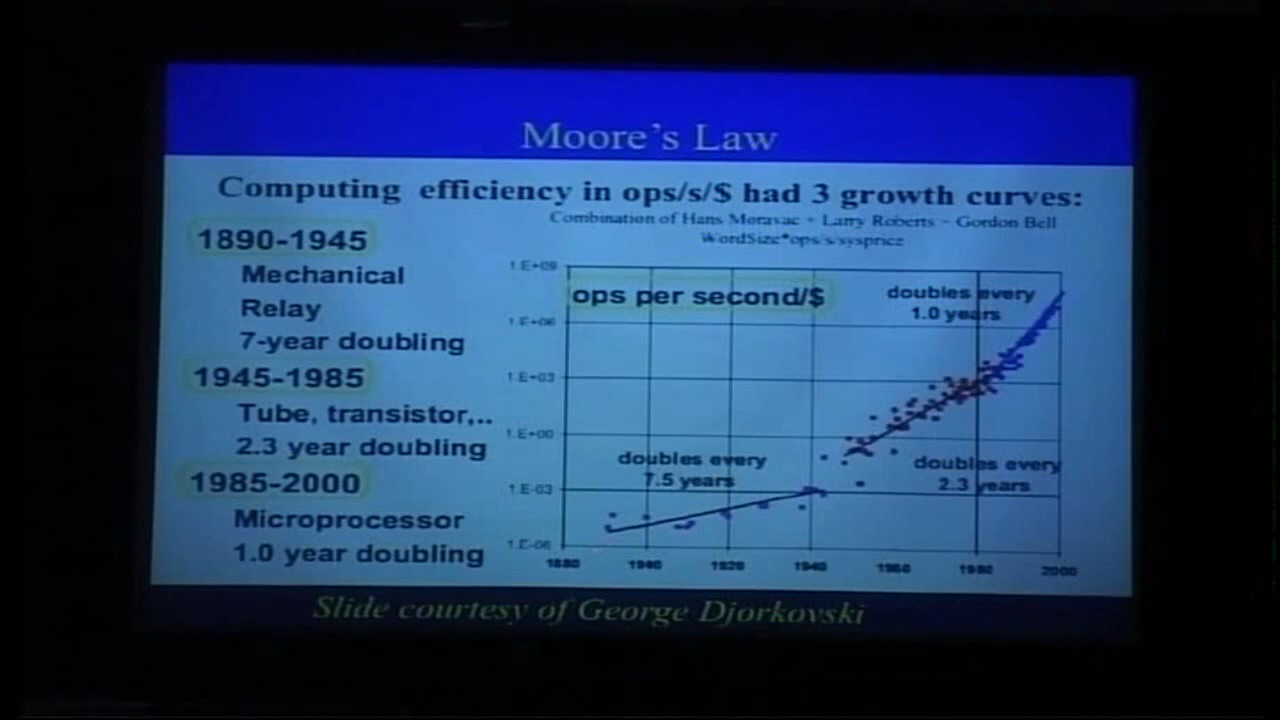 Moore's Law
Computing efficiency in ops/s/$ had 3 growth curves:
Combination of Hans Moravac + Larry Roberts + Gordon Bell
WordSize*ops/s/sysprice
1890-1945
Mechanical
Relay
7-year doubling
1945-1985
Tube, transistor,..
2.3 year doubling
1985-2000
Microprocessor
1.0 year doubling
ops per second/$
doubles every
1.0 years
doubles every
7.5 years
doubles every
2.3 years
1.E+09
1.E+06
1.E+03
1.E+00
1.E-03
1.E-06
1880 1900 1920 1940 1960 1980 2000
Slide courtesy of George Djorkovski